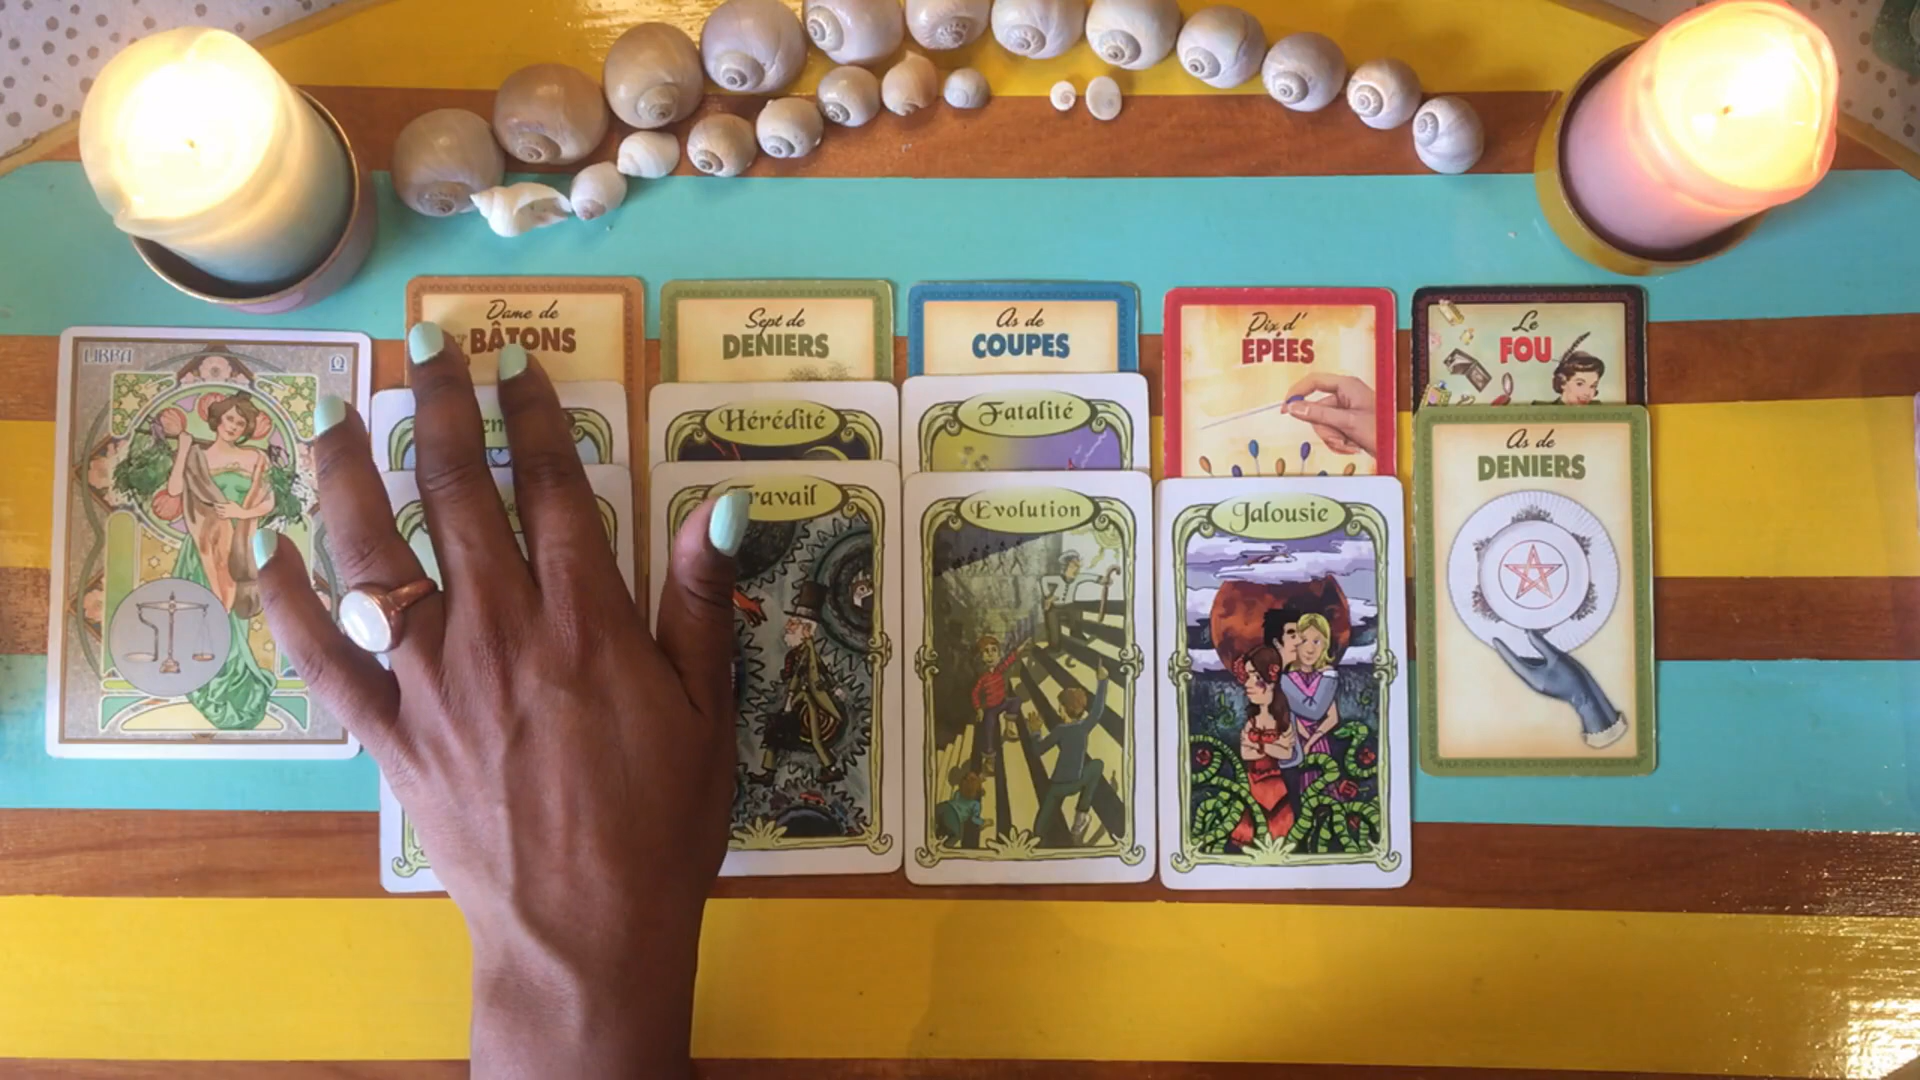 LIBRA
Ω
Dame de
BÂTONS
Sept de
DENIERS
As de
COUPES
Dix d'
ÉPÉES
Le
FOU
Hérédité
Fatalité
As de
DENIERS
Evolution
Jalousie